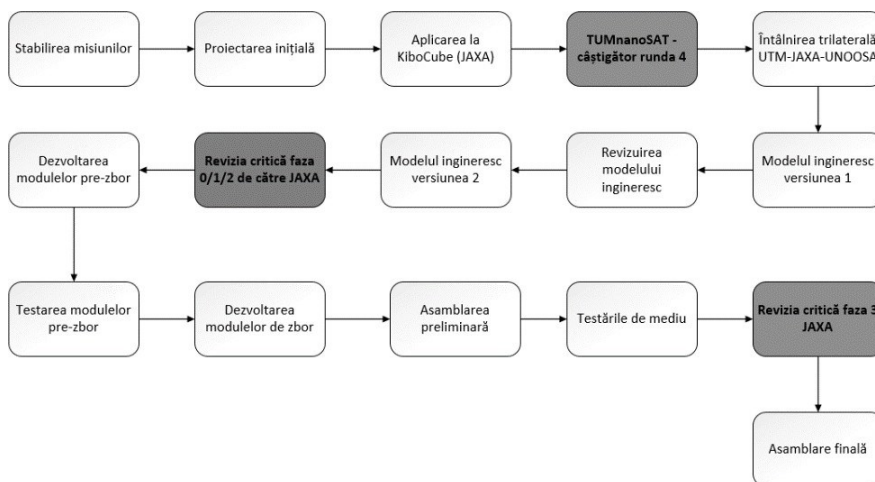 Stabilirea misiunilor
Proiectarea inițială
Aplicarea la
KiboCube (JAXA)
TUMnanoSAT -
câștigător runda 4
Întâlnirea trilaterală
UTM-JAXA-UNOOSA
Dezvoltarea
modulelor pre-zbor
Revizia critică faza
0/1/2 de către JAXA
Modelul ingineresc
versiunea 2
Revizuirea
modelului
ingineresc
Modelul ingineresc
versiunea 1
Testarea modulelor
pre-zbor
Dezvoltarea
modulelor de zbor
Asamblarea
preliminară
Testările de mediu
Revizia critică faza 3
JAXA
Asamblare finală